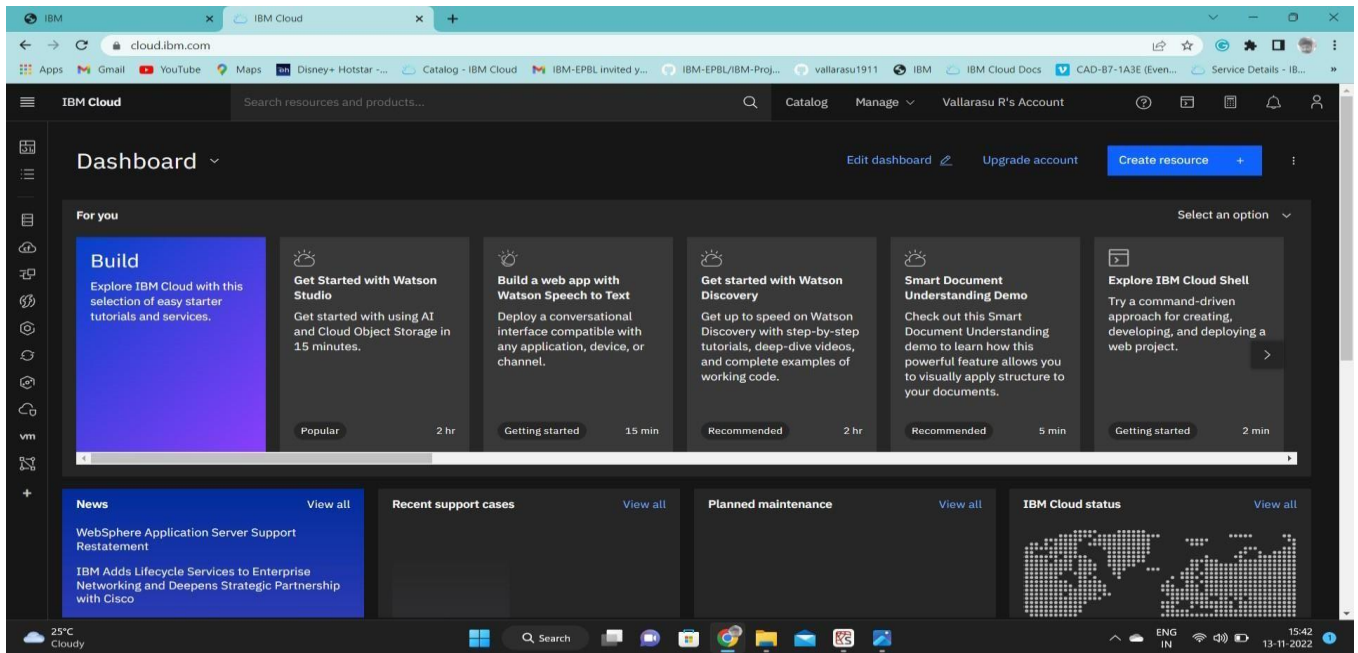 IBM
IBM Cloud
cloud.ibm.com
Apps Gmail YouTube Maps Disney+ Hotstar -... Catalog - IBM Cloud IBM-EPBL invited y... IBM-EPBL/IBM-Proj... vallarasu1911 IBM IBM Cloud Docs CAD-B7-1A3E (Even... Service Details - IB...
IBM Cloud
Search resources and products...
Catalog
Manage
Vallarasu R's Account
Dashboard
Edit dashboard
Upgrade account
Create resource +
For you
Select an option
Build
Explore IBM Cloud with this
selection of easy starter
tutorials and services.
Get Started with Watson
Studio
Get started with using AI
and Cloud Object Storage in
15 minutes.
Popular 2 hr
Build a web app with
Watson Speech to Text
Deploy a conversational
interface compatible with
any application, device, or
channel.
Getting started 15 min
Get started with Watson
Discovery
Get up to speed on Watson
Discovery with step-by-step
tutorials, deep-dive videos,
and complete examples of
working code.
Recommended 2 hr
Smart Document
Understanding Demo
Check out this Smart
Document Understanding
demo to learn how this
powerful feature allows you
to visually apply structure to
your documents.
Recommended 5 min
Explore IBM Cloud Shell
Try a command-driven
approach for creating,
developing, and deploying a
web project.
Getting started 2 min
vm
News View all
WebSphere Application Server Support
Restatement
IBM Adds Lifecycle Services to Enterprise
Networking and Deepens Strategic Partnership
with Cisco
Recent support cases View all
Planned maintenance View all
IBM Cloud status View all
25°C
Cloudy
Search
ENG
IN
15:42
13-11-2022
1